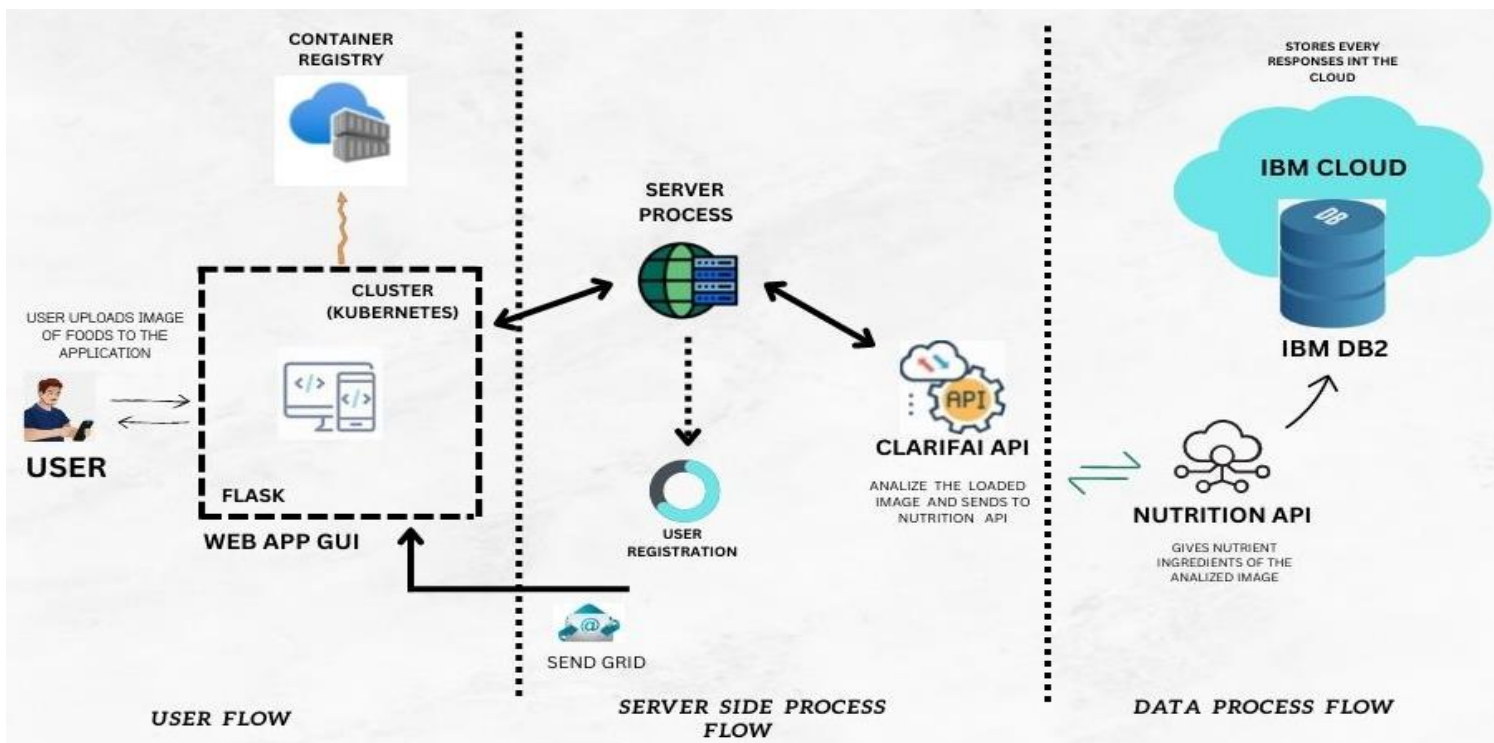 CONTAINER
REGISTRY
CLUSTER
(KUBERNETES)
USER UPLOADS IMAGE
OF FOODS TO THE
APPLICATION
USER
FLASK
WEB APP GUI
USER FLOW
SERVER
PROCESS
CLARIFAI API
ANALIZE THE LOADED
IMAGE AND SENDS TO
NUTRITION API
API
USER
REGISTRATION
@
SEND GRID
SERVER SIDE PROCESS
FLOW
STORES EVERY
RESPONSES INT THE
CLOUD
IBM CLOUD
DB
IBM DB2
NUTRITION API
GIVES NUTRIENT
INGREDIENTS OF THE
ANALIZED IMAGE
DATA PROCESS FLOW